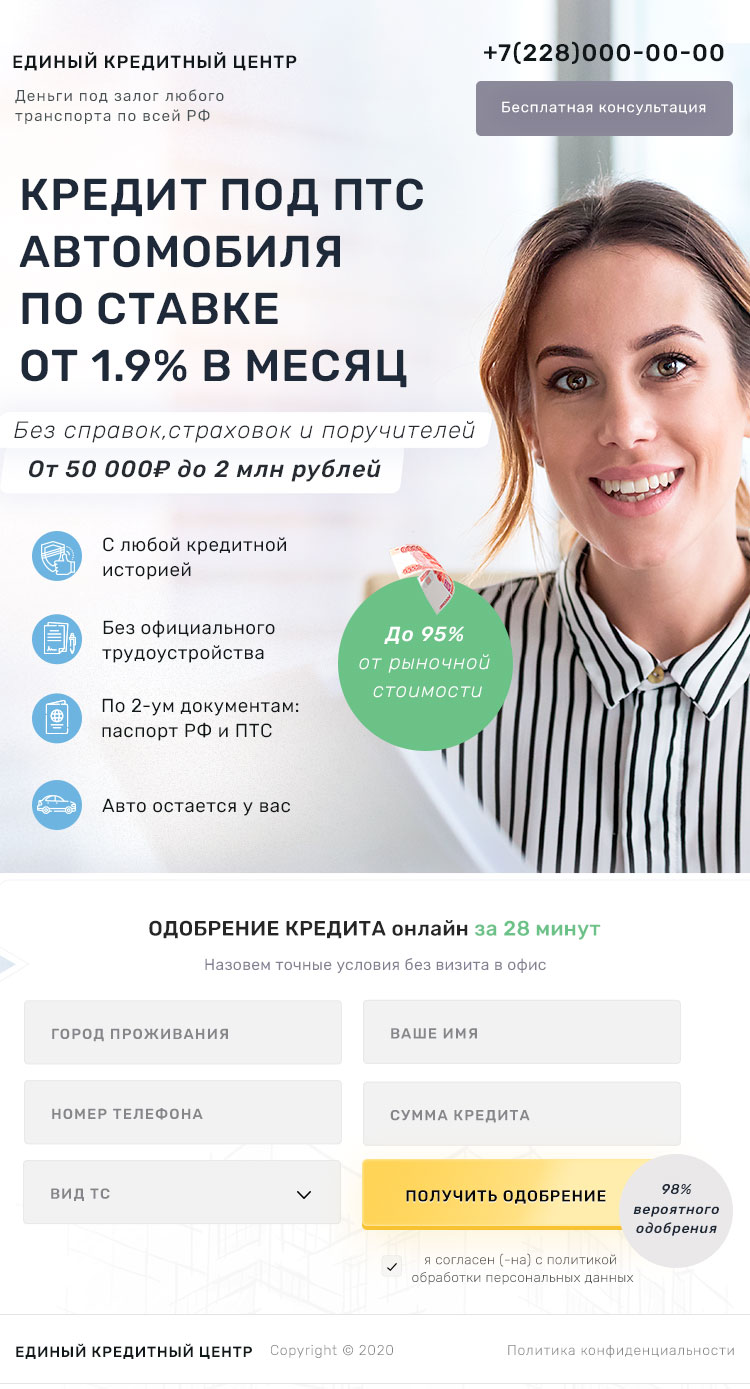 ЕДИНЫЙ КРЕДИТНЫЙ ЦЕНТР
Деньги под залог любого
транспорта по всей РФ
+7(228)000-00-00
Бесплатная консультация
КРЕДИТ ПОД ПТС
АВТОМОБИЛЯ
ПО СТАВКЕ
ОТ 1.9% В МЕСЯЦ
Без справок,страховок и поручителей
От 50 000₽ до 2 млн рублей
С любой кредитной
историей
Без официального
трудоустройства
По 2-ум документам:
паспорт РФ и ПТС
Авто остается у вас
До 95%
от рыночной
стоимости
ОДОБРЕНИЕ КРЕДИТА онлайн за 28 минут
Назовем точные условия без визита в офис
ГОРОД ПРОЖИВАНИЯ
ВАШЕ ИМЯ
НОМЕР ТЕЛЕФОНА
СУММА КРЕДИТА
ВИД ТС
ПОЛУЧИТЬ ОДОБРЕНИЕ
98%
вероятного
одобрения
я согласен (-на) с политикой
обработки персональных данных
ЕДИНЫЙ КРЕДИТНЫЙ ЦЕНТР
Copyright © 2020
Политика конфиденциальности